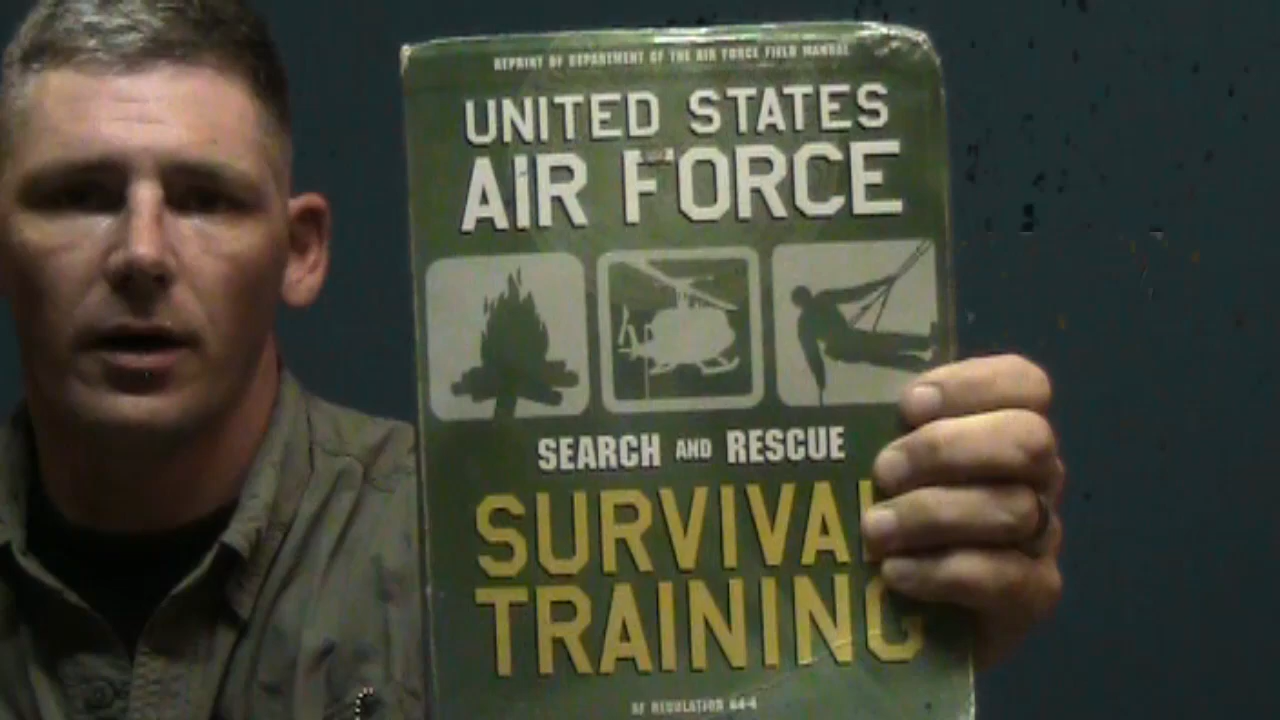 REPRINT OF DEPARTMENT OF THE AIR FORCE FIELD MANUAL
UNITED STATES
AIR FORCE
SEARCH AND RESCUE
SURVIVAL
TRAINING
AF REGULATION 64-4